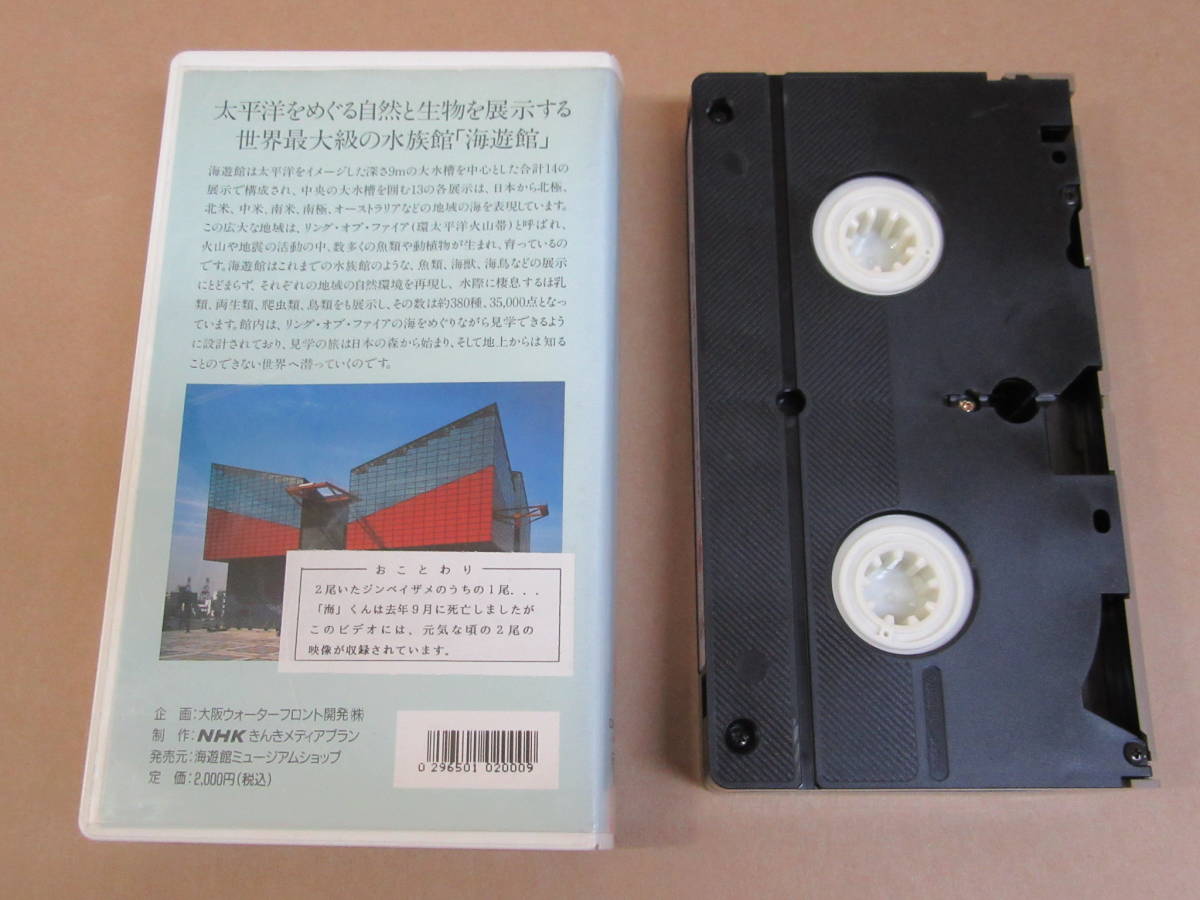 太平洋をめぐる自然と生物を展示する
世界最大級の水族館「海遊館」
海遊館は太平洋をイメージした深さ9mの大水槽を中心とした合計14の
展示で構成され、中央の大水槽を囲む13の各展示は、日本から北極、
北米、中米、南米、南極、オーストラリアなどの地域の海を表現しています。
この広大な地域は、リング・オブ・ファイア(環太平洋火山帯)と呼ばれ、
火山や地震の活動の中、数多くの魚類や動植物が生まれ、育っているの
です。海遊館はこれまでの水族館のような、魚類、海獣、海鳥などの展示
にとどまらず、それぞれの地域の自然環境を再現し、水際に棲息するほ乳
類、両生類、爬虫類、鳥類をも展示し、その数は約380種、35,000点となっ
ています。館内は、リング・オブ・ファイアの海をめぐりながら見学できるよう
に設計されており、見学の旅は日本の森から始まり、そして地上からは知る
ことのできない世界へ潜っていくのです。
おことわり
2尾いたジンベイザメのうちの1尾...
「海」くんは去年9月に死亡しましたが
このビデオには、元気な頃の2尾の
映像が収録されています。
企 画:大阪ウォーターフロント開発㈱
制 作:NHKきんきメディアプラン
発売元:海遊館ミュージアムショップ
定 価:2,000円(税込)
0 296501 020009